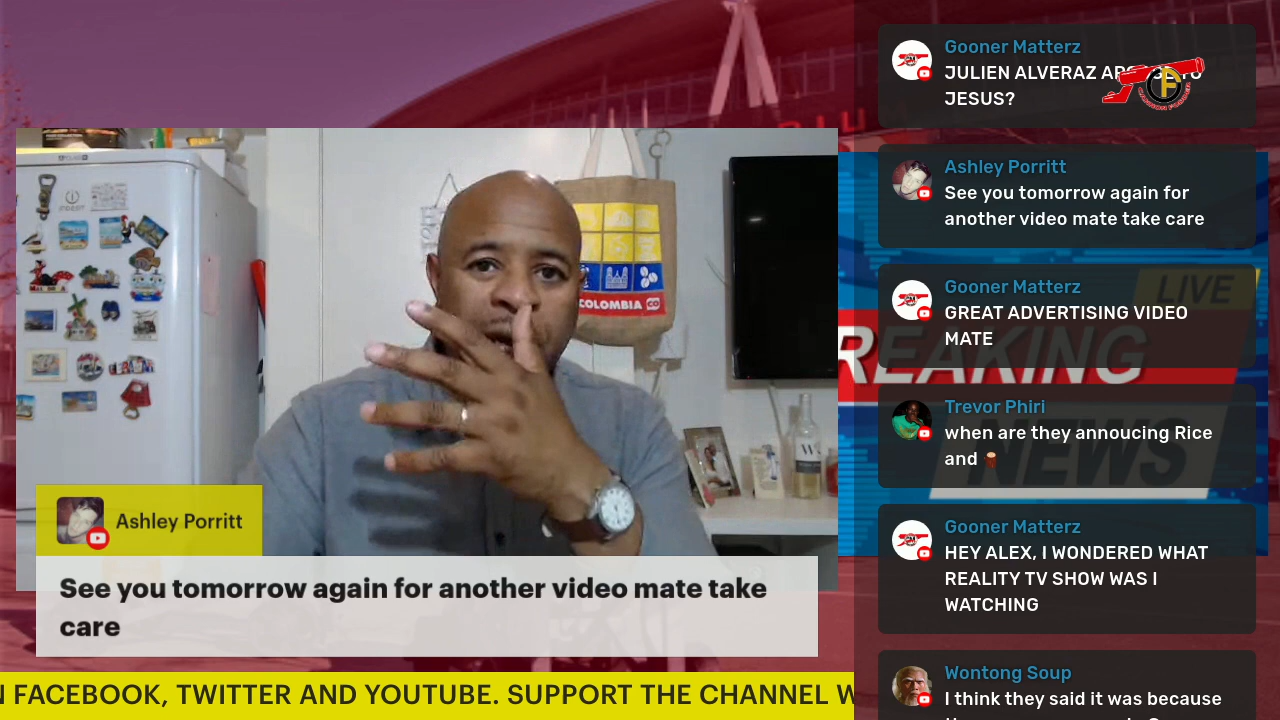 Gooner Matterz
JULIEN ALVERAZ
JESUS?
Ashley Porritt
See you tomorrow again for
another video mate take care
Gooner Matterz
GREAT ADVERTISING VIDEO
MATE
Trevor Phiri
when are they annoucing Rice
and 🪵
Gooner Matterz
HEY ALEX, I WONDERED WHAT
REALITY TV SHOW WAS I
WATCHING
Wontong Soup
I think they said it was because
LIVE
REAKING
NEWS
COLOMBIA CO
Ashley Porritt
See you tomorrow again for another video mate take
care
FACEBOOK, TWITTER AND YOUTUBE. SUPPORT THE CHANNEL